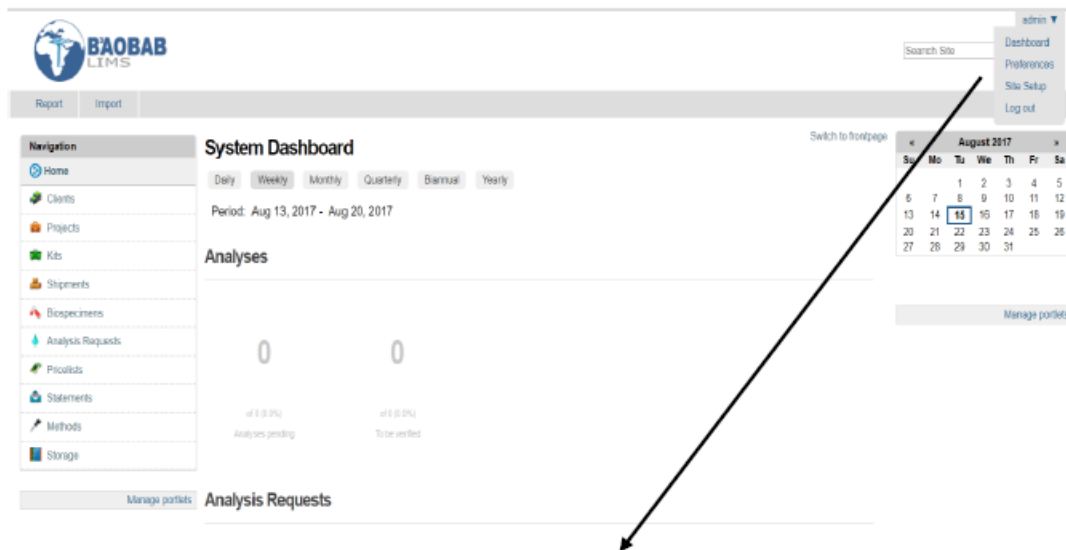 admin ▼
BAOBAB
LIMS
Search Site
Dashboard
Preferences
Site Setup
Log out
Report Import
Switch to frontpage
Navigation
Home
Clients
Projects
Kits
Shipments
Biospecimens
Analysis Requests
Pricelists
Statements
Methods
Storage
Manage portlets
System Dashboard
Daily Weekly Monthly Quarterly Biannual Yearly
Period: Aug 13, 2017 - Aug 20, 2017
Analyses
0 0
of 0 (0.0%) of 0 (0.0%)
Analyses pending To be verified
Analysis Requests
« August 2017 »
Su Mo Tu We Th Fr Sa
1 2 3 4 5
6 7 8 9 10 11 12
13 14 15 16 17 18 19
20 21 22 23 24 25 26
27 28 29 30 31
Manage portlets